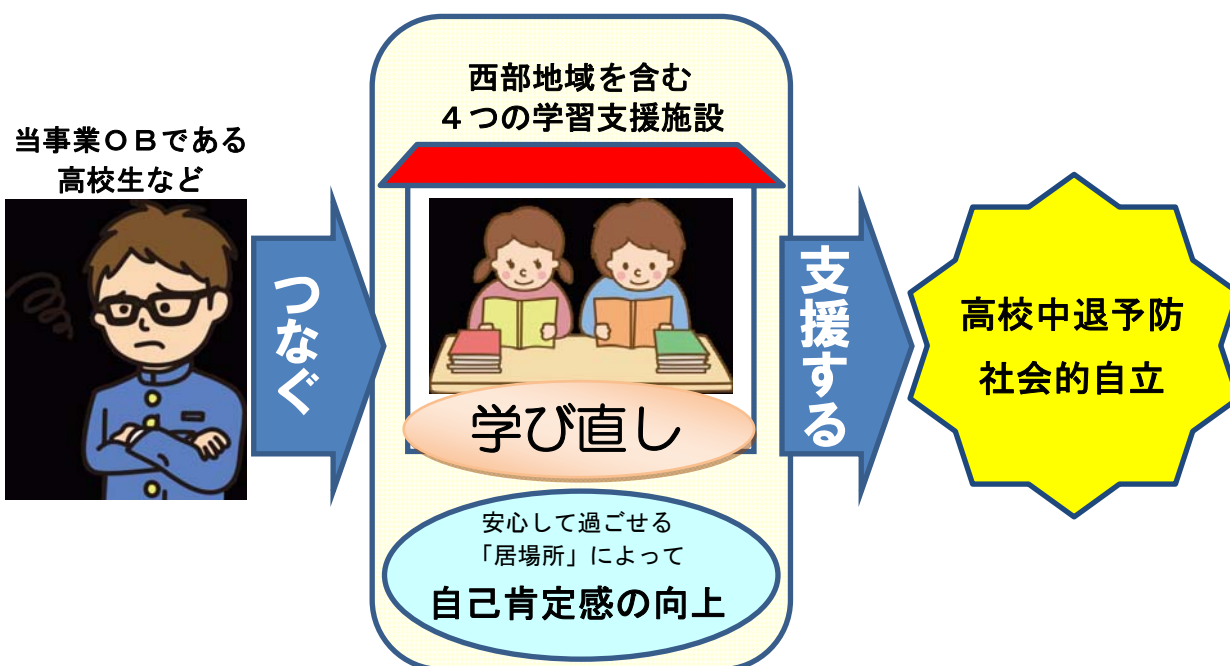 当事業ＯＢである
高校生など
つなぐ
西部地域を含む
４つの学習支援施設
学び直し
安心して過ごせる
「居場所」によって
自己肯定感の向上
支援する
高校中退予防
社会的自立